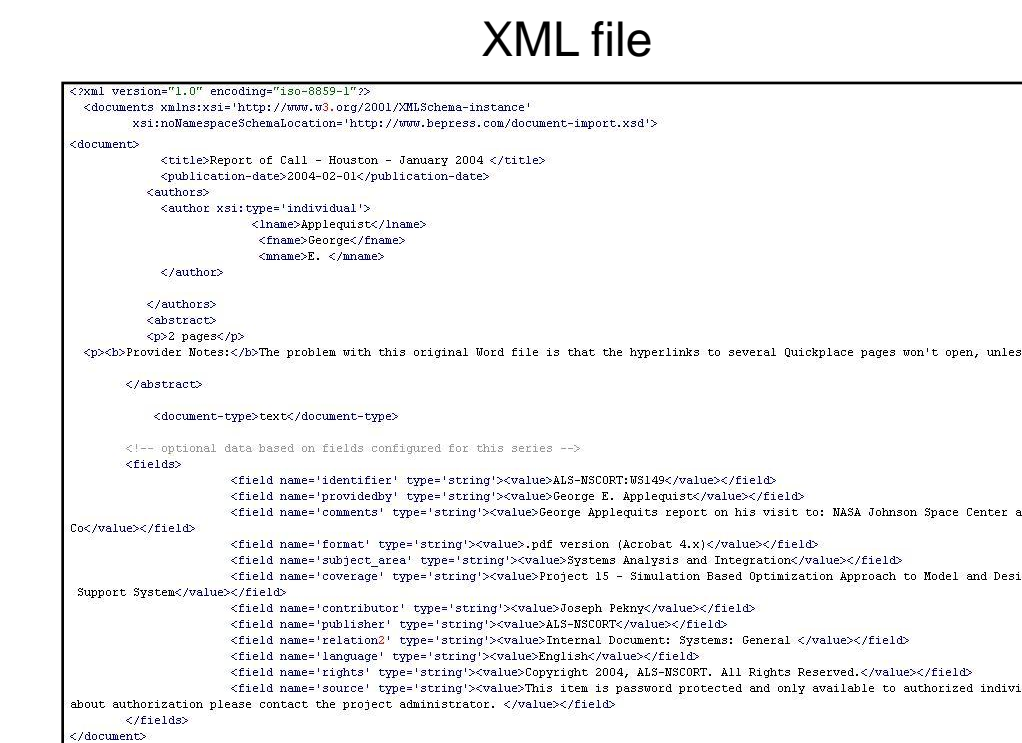 XML file
<?xml version="1.0" encoding="iso-8859-1"?>
<documents xmlns:xsi='http://www.w3.org/2001/XMLSchema-instance'
xsi:noNamespaceSchemaLocation='http://www.bepress.com/document-import.xsd'>
<document>
<title>Report of Call - Houston - January 2004 </title>
<publication-date>2004-02-01</publication-date>
<authors>
<author xsi:type='individual'>
<lname>Applequist</lname>
<fname>George</fname>
<mname>E. </mname>
</author>
</authors>
<abstract>
<p>2 pages</p>
<p><b>Provider Notes:</b>The problem with this original Word file is that the hyperlinks to several Quickplace pages won't open, unles
</abstract>
<document-type>text</document-type>
<!-- optional data based on fields configured for this series -->
<fields>
<field name='identifier' type='string'><value>ALS-NSCORT:WS149</value></field>
<field name='providedby' type='string'><value>George E. Applequist</value></field>
<field name='comments' type='string'><value>George Applequits report on his visit to: NASA Johnson Space Center a
Co</value></field>
<field name='format' type='string'><value>.pdf version (Acrobat 4.x)</value></field>
<field name='subject_area' type='string'><value>Systems Analysis and Integration</value></field>
<field name='coverage' type='string'><value>Project 15 - Simulation Based Optimization Approach to Model and Desi
Support System</value></field>
<field name='contributor' type='string'><value>Joseph Pekny</value></field>
<field name='publisher' type='string'><value>ALS-NSCORT</value></field>
<field name='relation2' type='string'><value>Internal Document: Systems: General </value></field>
<field name='language' type='string'><value>English</value></field>
<field name='rights' type='string'><value>Copyright 2004, ALS-NSCORT. All Rights Reserved.</value></field>
<field name='source' type='string'><value>This item is password protected and only available to authorized indivi
about authorization please contact the project administrator. </value></field>
</fields>
</document>